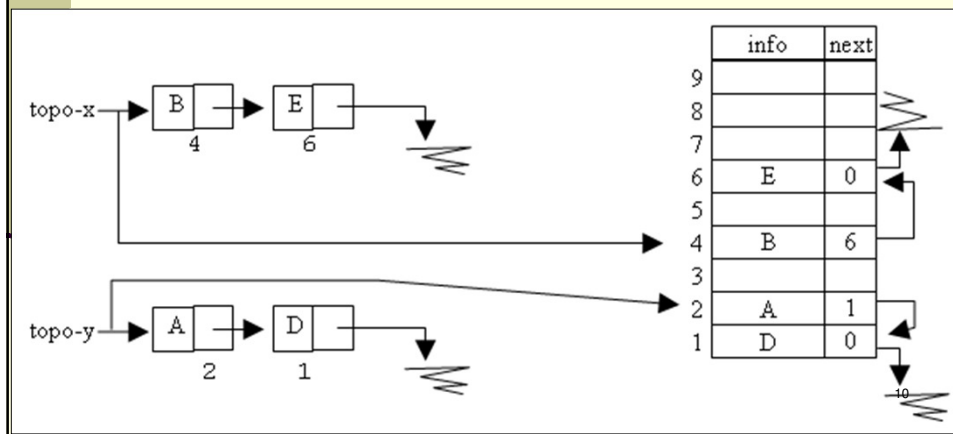 topo-x B E
4 6
topo-y A D
2 1
info next
9
8
7
6 E 0
5
4 B 6
3
2 A 1
1 D 0
10